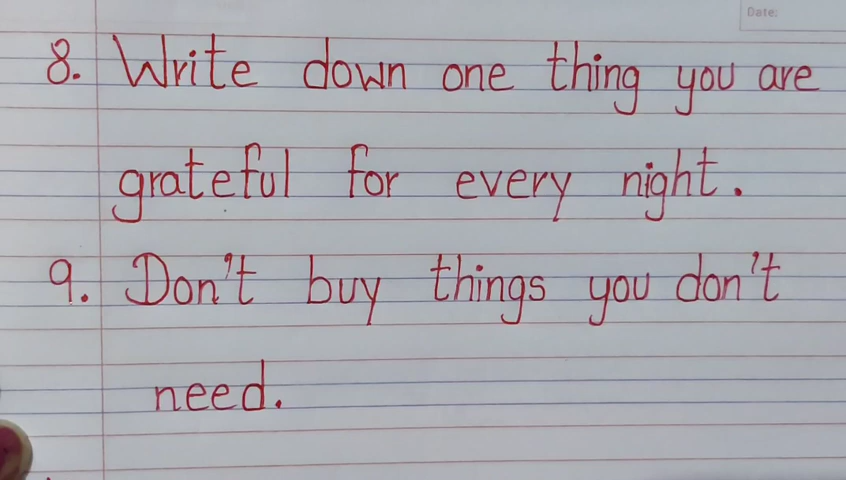 Date:
8. Write down one thing you are
grateful for every night.
9. Don't buy things you don't
need.